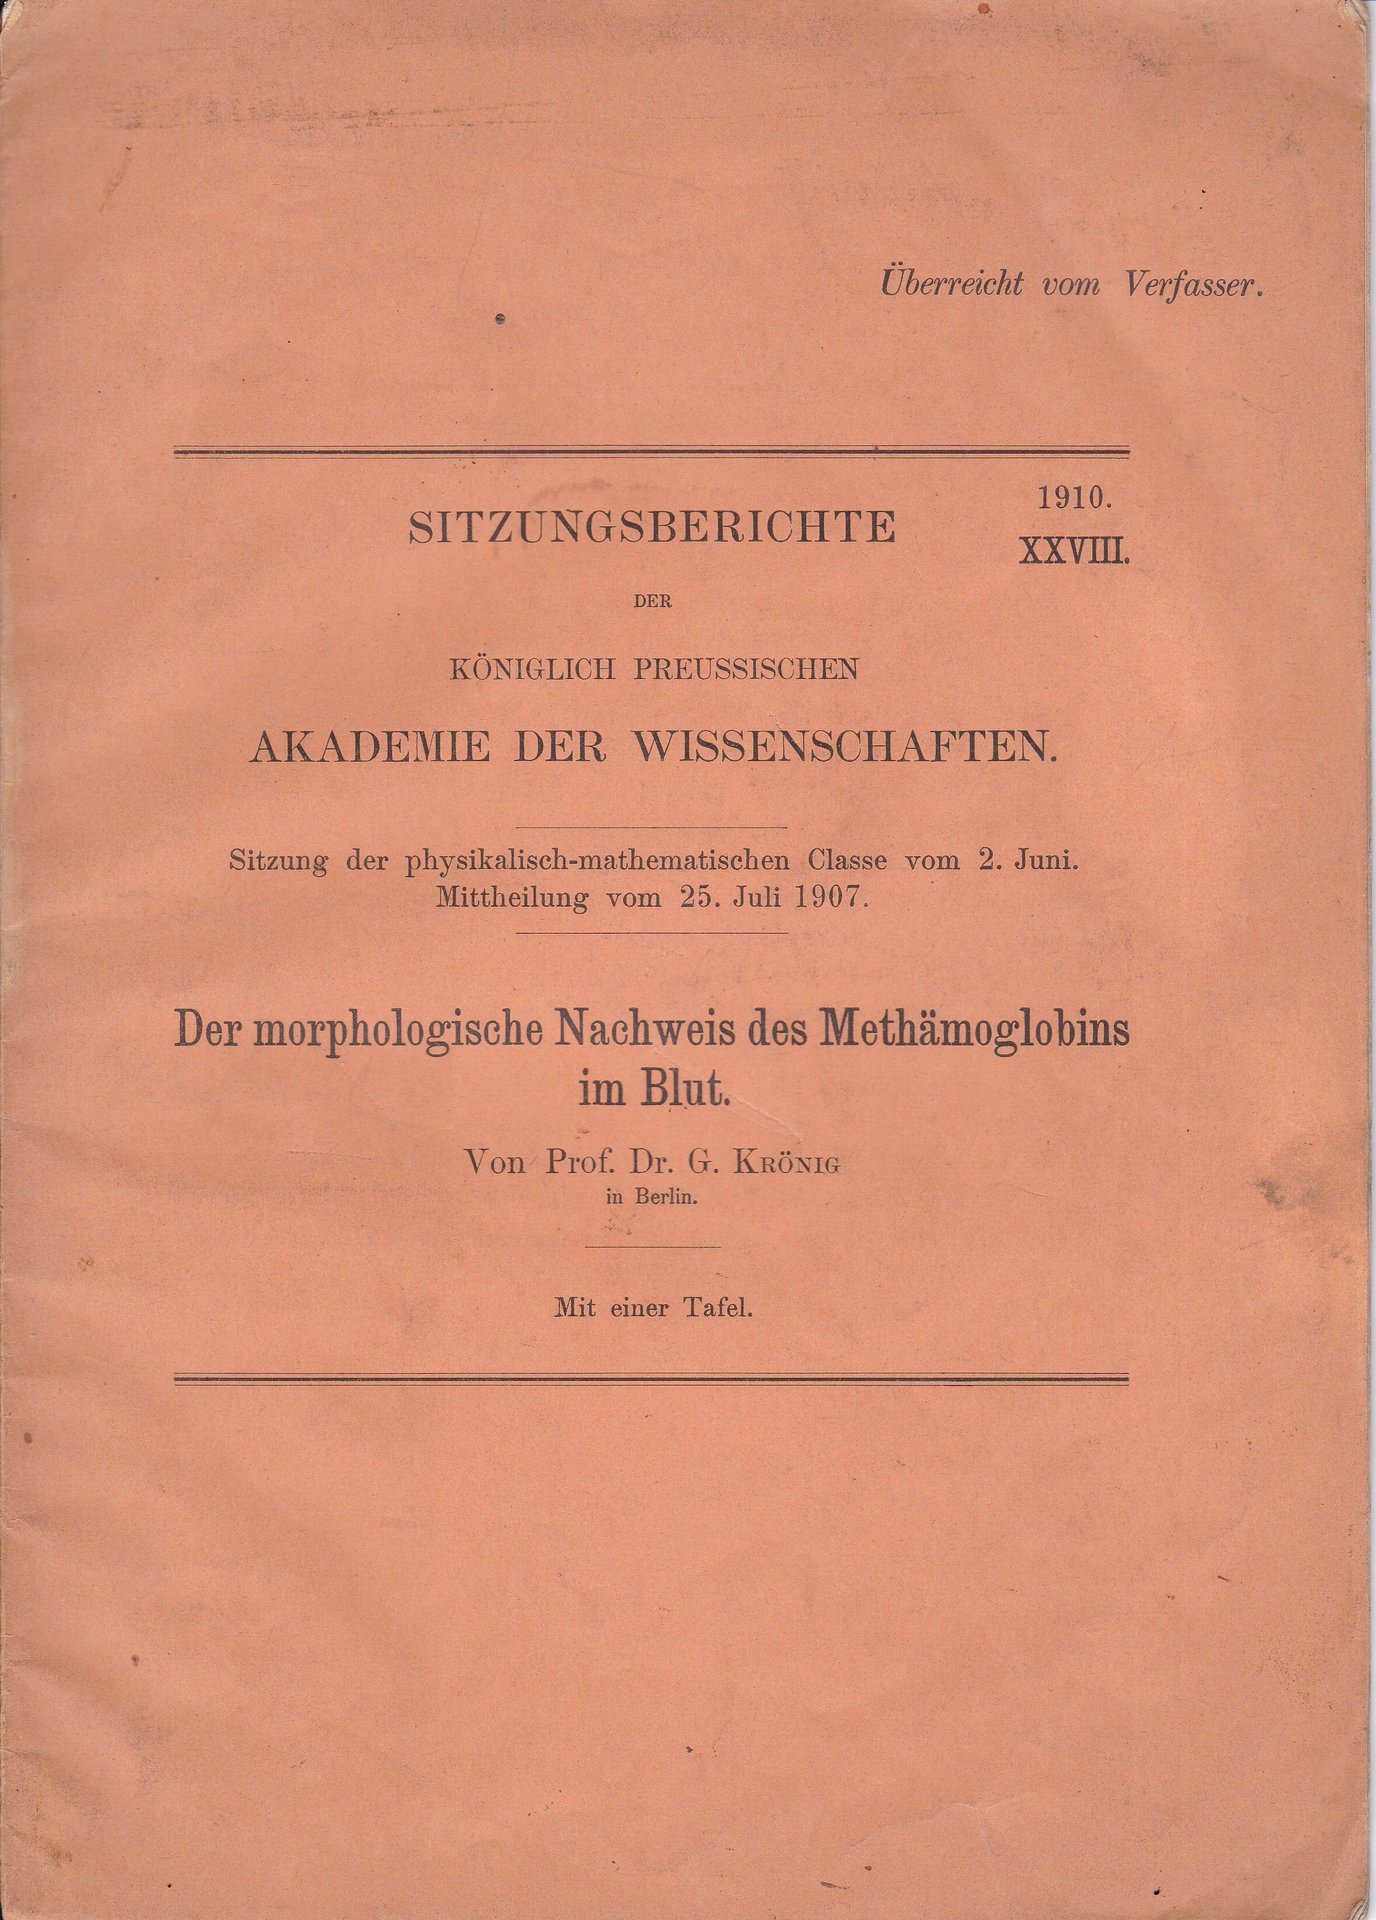 Überreicht vom Verfasser.
1910.
SITZUNGSBERICHTE
XXVIII.
DER
KÖNIGLICH PREUSSISCHEN
AKADEMIE DER WISSENSCHAFTEN.
Sitzung der physikalisch-mathematischen Classe vom 2. Juni.
Mittheilung vom 25. Juli 1907.
Der morphologische Nachweis des Methämoglobins
im Blut.
Von Prof. Dr. G. KRÖNIG
in Berlin.
Mit einer Tafel.